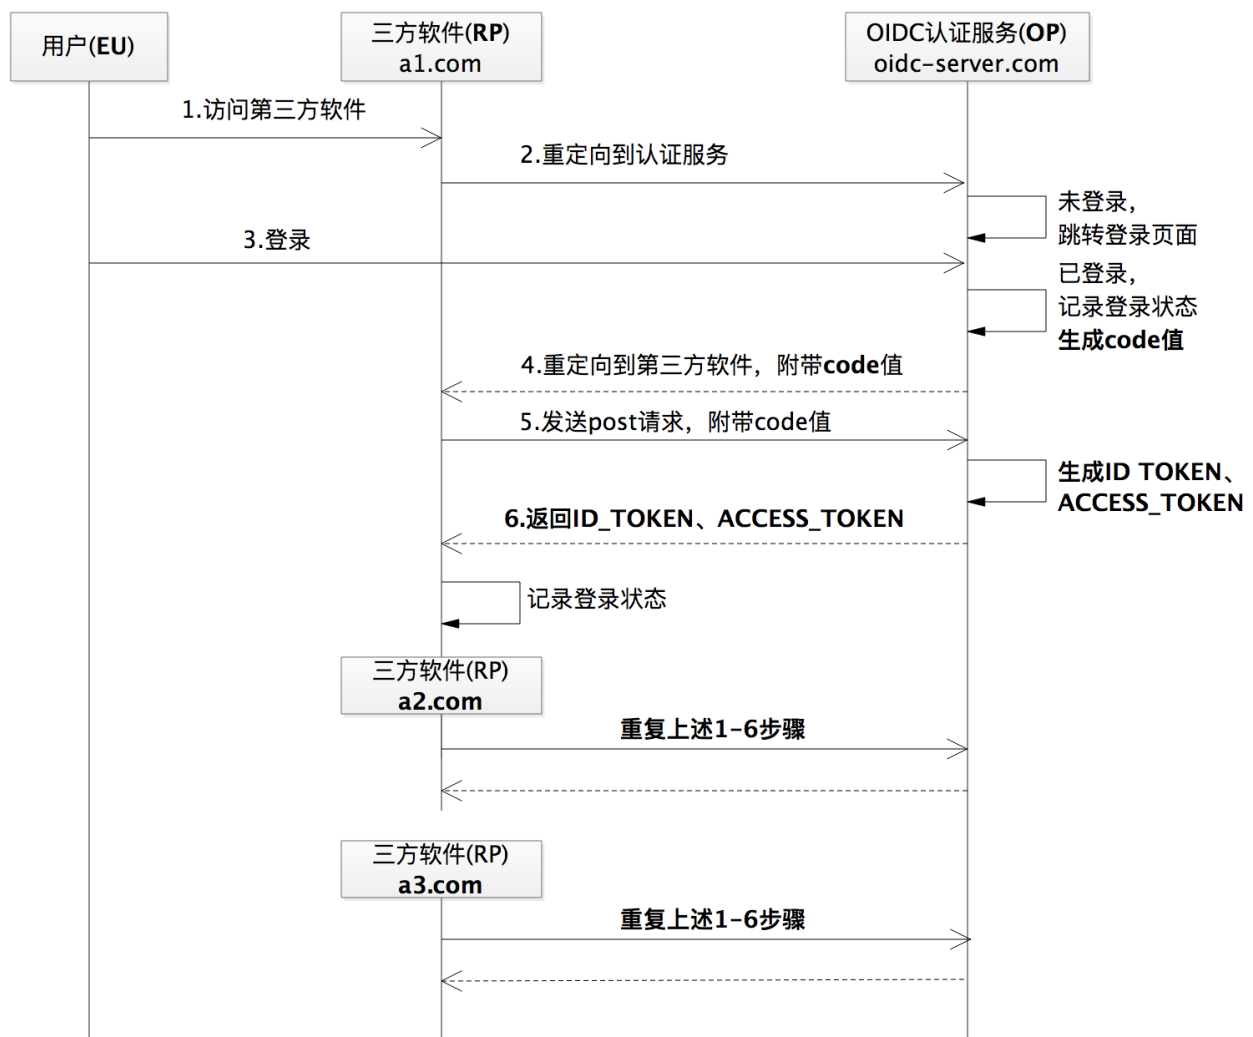 用户(EU)
三方软件(RP)
a1.com
OIDC认证服务(OP)
oidc-server.com
1.访问第三方软件
2.重定向到认证服务
未登录，
跳转登录页面
3.登录
已登录，
记录登录状态
生成code值
4.重定向到第三方软件，附带code值
5.发送post请求，附带code值
生成ID TOKEN、
ACCESS_TOKEN
6.返回ID_TOKEN、ACCESS_TOKEN
记录登录状态
三方软件(RP)
a2.com
重复上述1-6步骤
三方软件(RP)
a3.com
重复上述1-6步骤